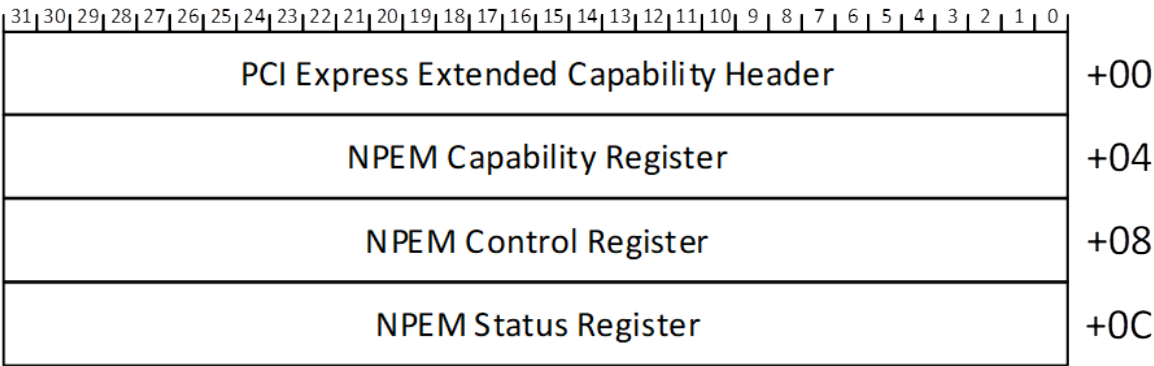 31 30 29 28 27 26 25 24 23 22 21 20 19 18 17 16 15 14 13 12 11 10 9 8 7 6 5 4 3 2 1 0
PCI Express Extended Capability Header +00
NPEM Capability Register +04
NPEM Control Register +08
NPEM Status Register +0C